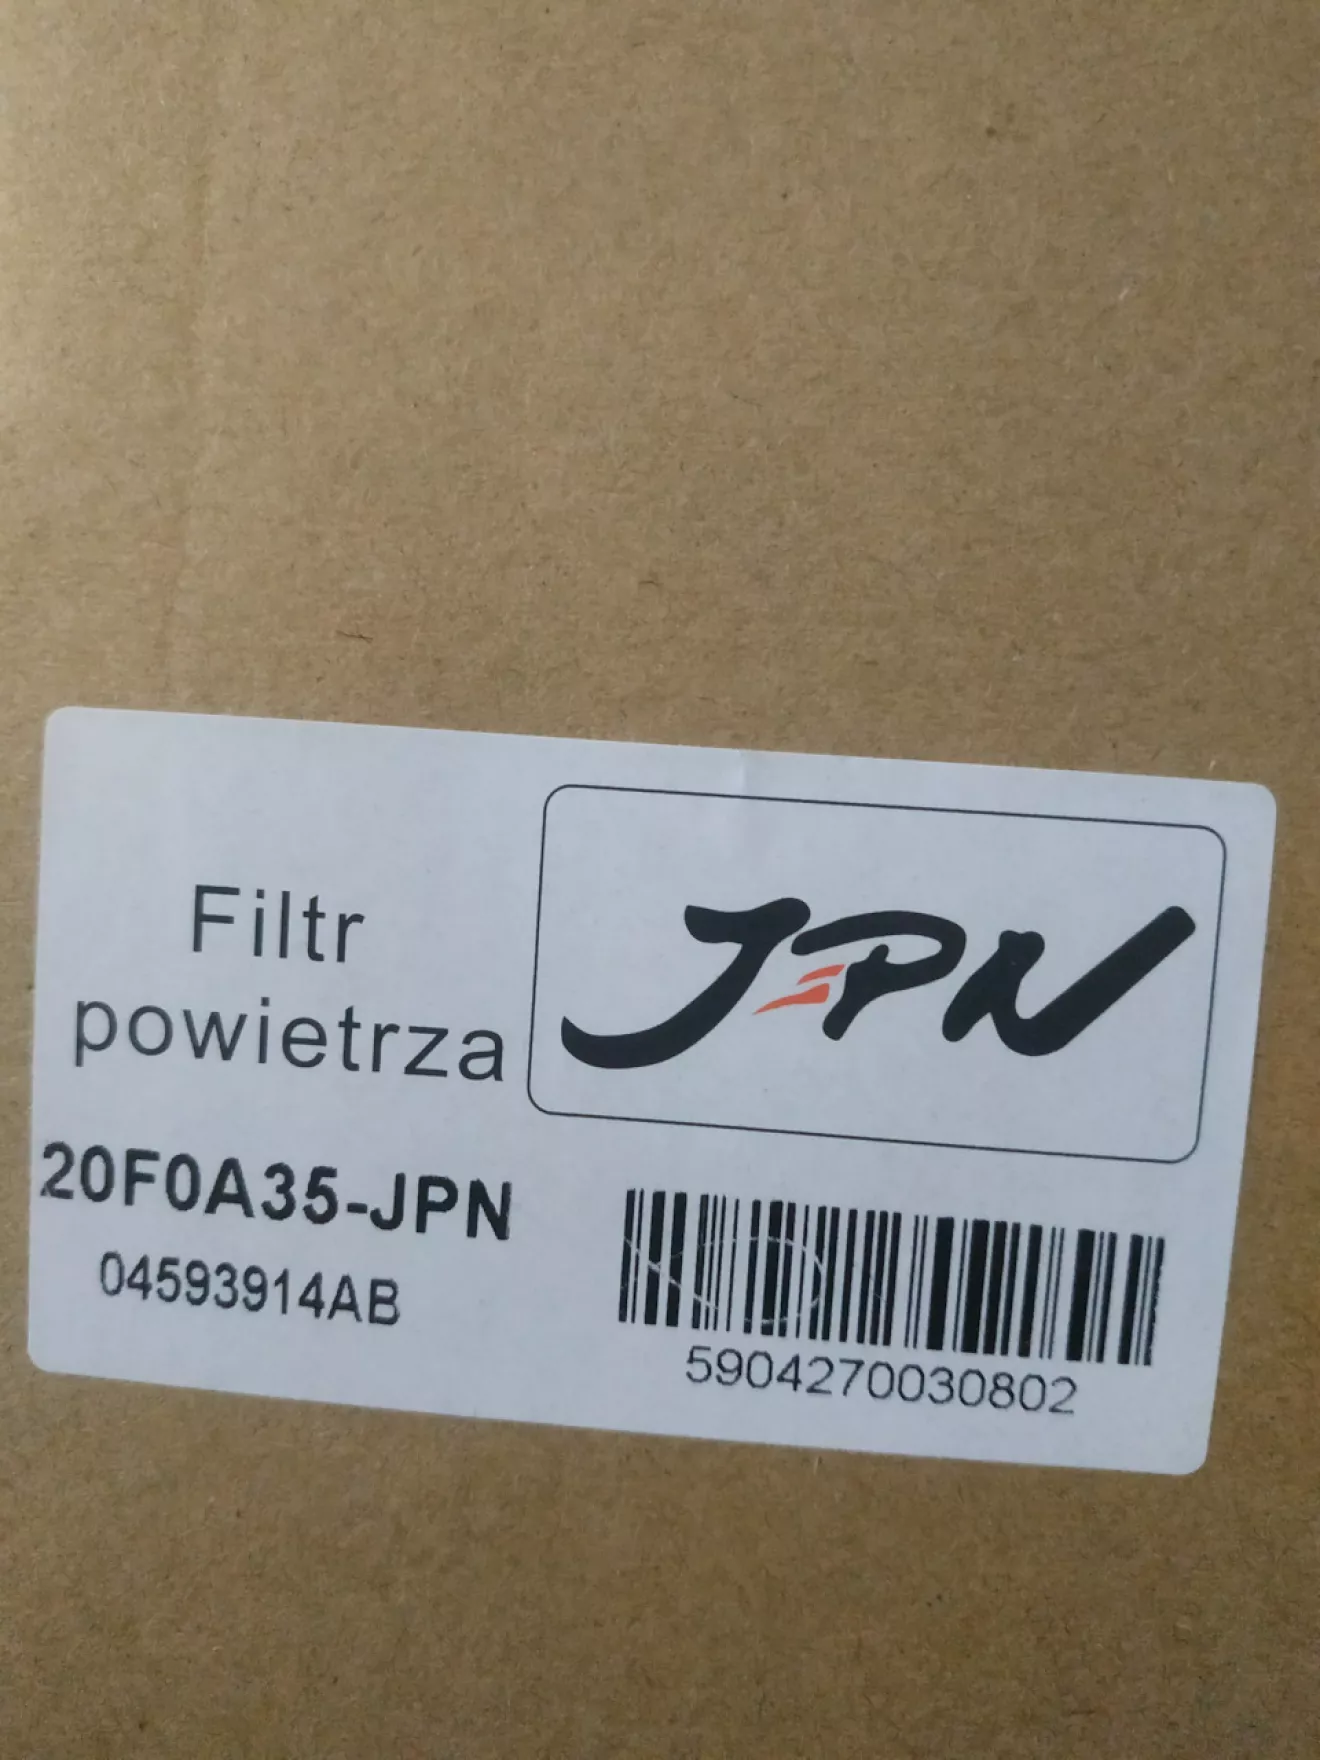 Filtr
powietrza
JPN
20F0A35-JPN
04593914AB
5904270030802